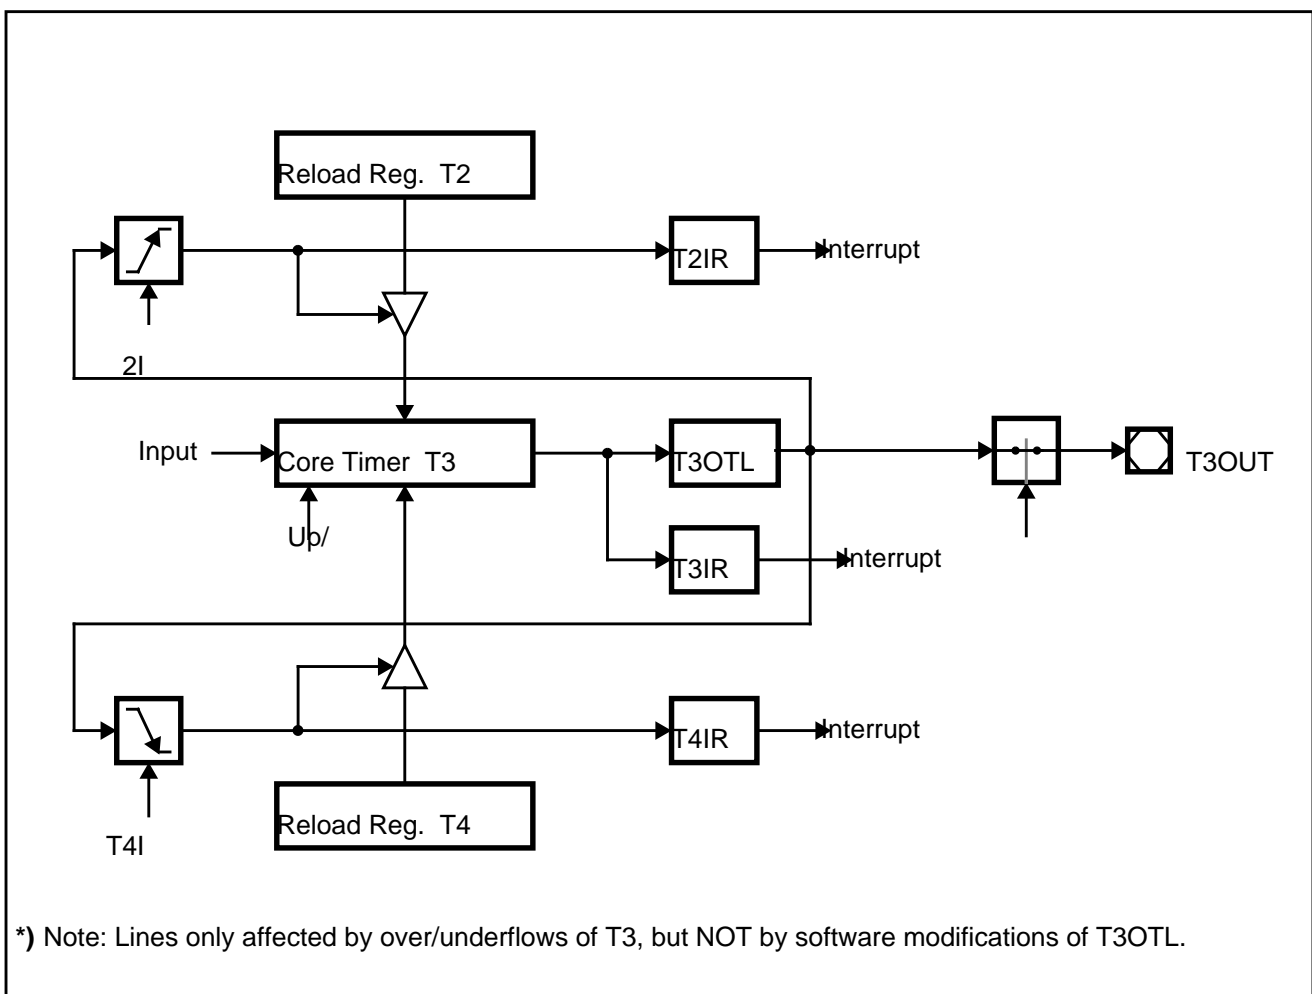 Reload Reg. T2
T2IR
Interrupt
2I
Input
Core Timer T3
T3OTL
T3OUT
Up/
T3IR
Interrupt
T4IR
Interrupt
Reload Reg. T4
T4I
*) Note: Lines only affected by over/underflows of T3, but NOT by software modifications of T3OTL.